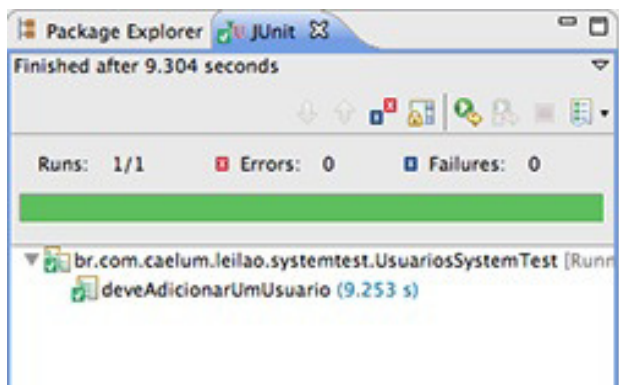 Package Explorer JUnit
Finished after 9.304 seconds
Runs: 1/1 Errors: 0 Failures: 0
br.com.caelum.leilao.systemtest.UsuariosSystemTest [Runn
deveAdicionarUmUsuario (9.253 s)